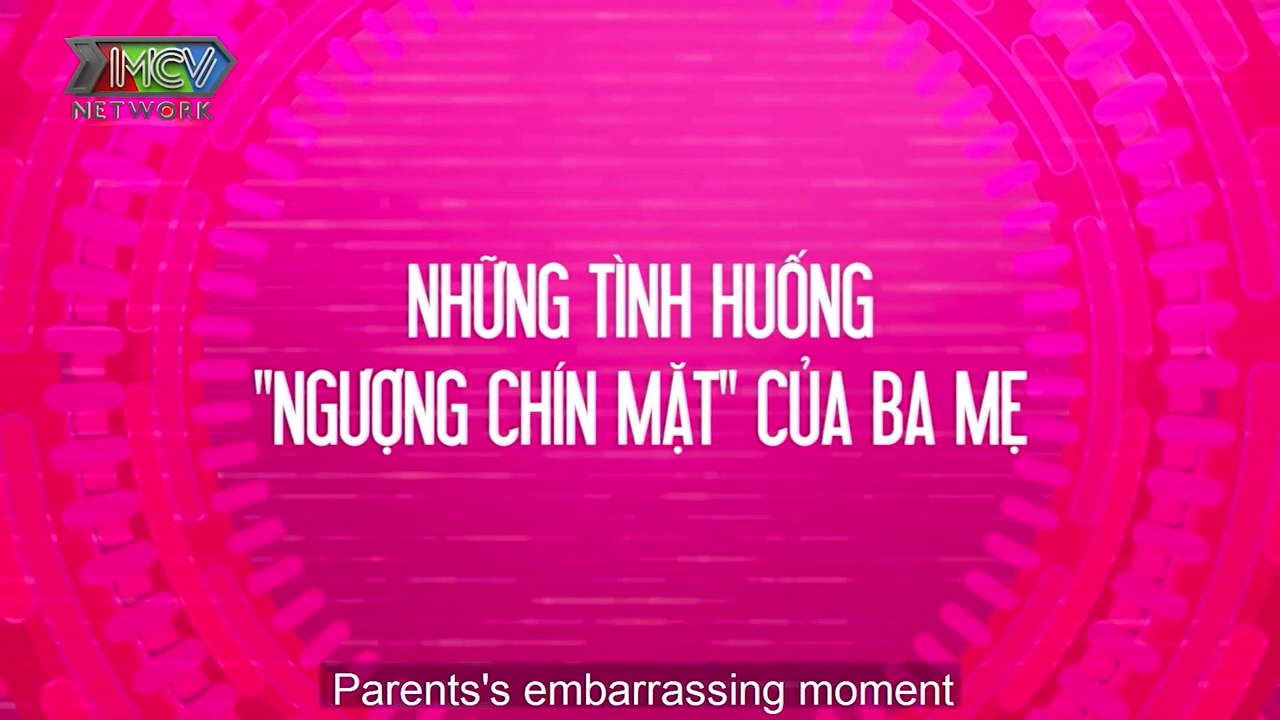 MCV
NETWORK
NHỮNG TÌNH HUỐNG
"NGƯỢNG CHÍN MẶT" CỦA BA MẸ
Parents's embarrassing moment